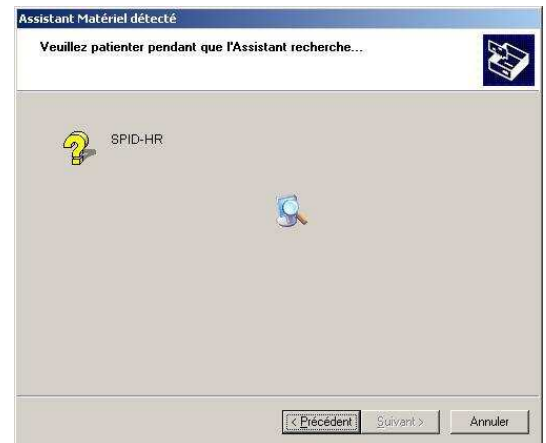 Assistant Matériel détecté
Veuillez patienter pendant que l'Assistant recherche...
SPID-HR
< Précédent
Suivant >
Annuler